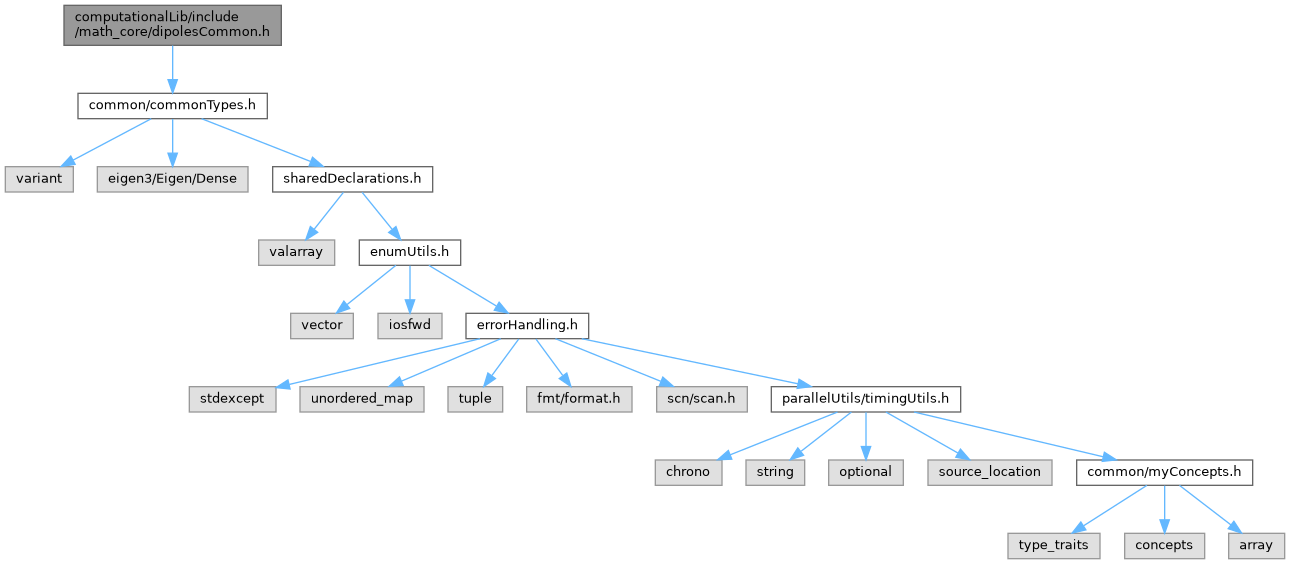 computationalLib/include
/math_core/dipolesCommon.h
common/commonTypes.h
variant
eigen3/Eigen/Dense
sharedDeclarations.h
valarray
enumUtils.h
vector
iosfwd
errorHandling.h
stdexcept
unordered_map
tuple
fmt/format.h
scn/scan.h
parallelUtils/timingUtils.h
chrono
string
optional
source_location
common/myConcepts.h
type_traits
concepts
array